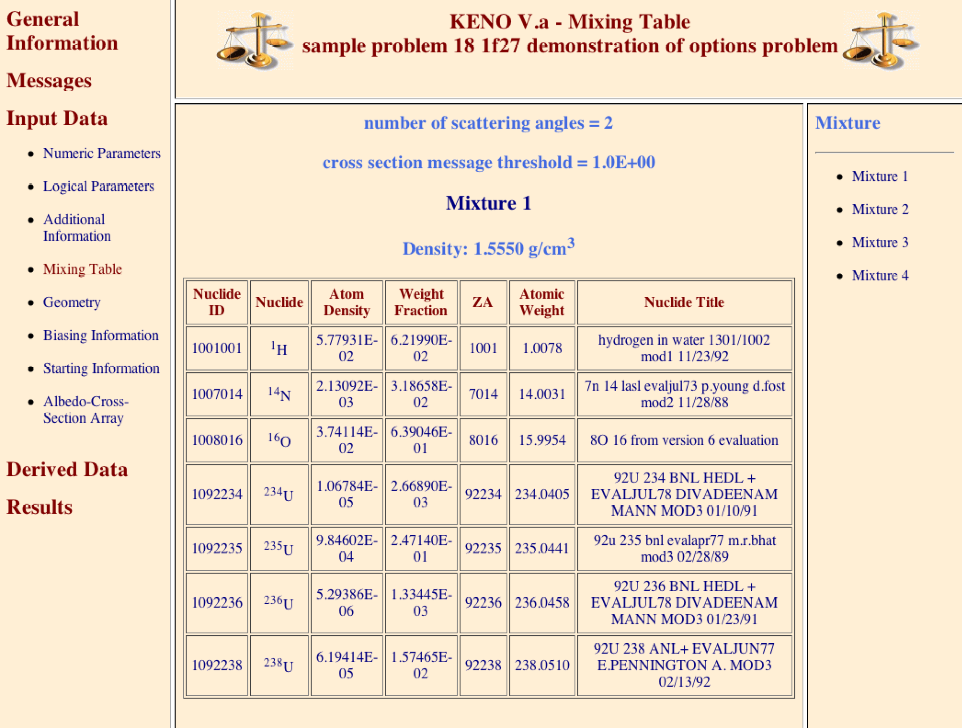 General
Information
Messages
Input Data
Numeric Parameters
Logical Parameters
Additional
Information
Mixing Table
Geometry
Biasing Information
Starting Information
Albedo-Cross-
Section Array
Derived Data
Results
KENO V.a - Mixing Table
sample problem 18 1f27 demonstration of options problem
number of scattering angles = 2
cross section message threshold = 1.0E+00
Mixture 1
Density: 1.5550 g/cm³
Nuclide ID | Nuclide | Atom Density | Weight Fraction | ZA | Atomic Weight | Nuclide Title
1001001 ¹H 5.77931E-02 6.21990E-02 1001 1.0078 hydrogen in water 1301/1002 mod1 11/23/92
1007014 ¹⁴N 2.13092E-03 3.18658E-02 7014 14.0031 7n 14 lasl evaljul73 p.young d.fost mod2 11/28/88
1008016 ¹⁶O 3.74114E-02 6.39046E-01 8016 15.9954 8O 16 from version 6 evaluation
1092234 ²³⁴U 1.06784E-05 2.66890E-03 92234 234.0405 92U 234 BNL HEDL + EVALJUL78 DIVADEENAM MANN MOD3 01/10/91
1092235 ²³⁵U 9.84602E-04 2.47140E-01 92235 235.0441 92u 235 bnl evalapr77 m.r.bhat mod3 02/28/89
1092236 ²³⁶U 5.29386E-06 1.33445E-03 92236 236.0458 92U 236 BNL HEDL + EVALJUL78 DIVADEENAM MANN MOD3 01/23/91
1092238 ²³⁸U 6.19414E-05 1.57465E-02 92238 238.0510 92U 238 ANL+ EVALJUN77 E.PENNINGTON A. MOD3 02/13/92
Mixture
Mixture 1
Mixture 2
Mixture 3
Mixture 4